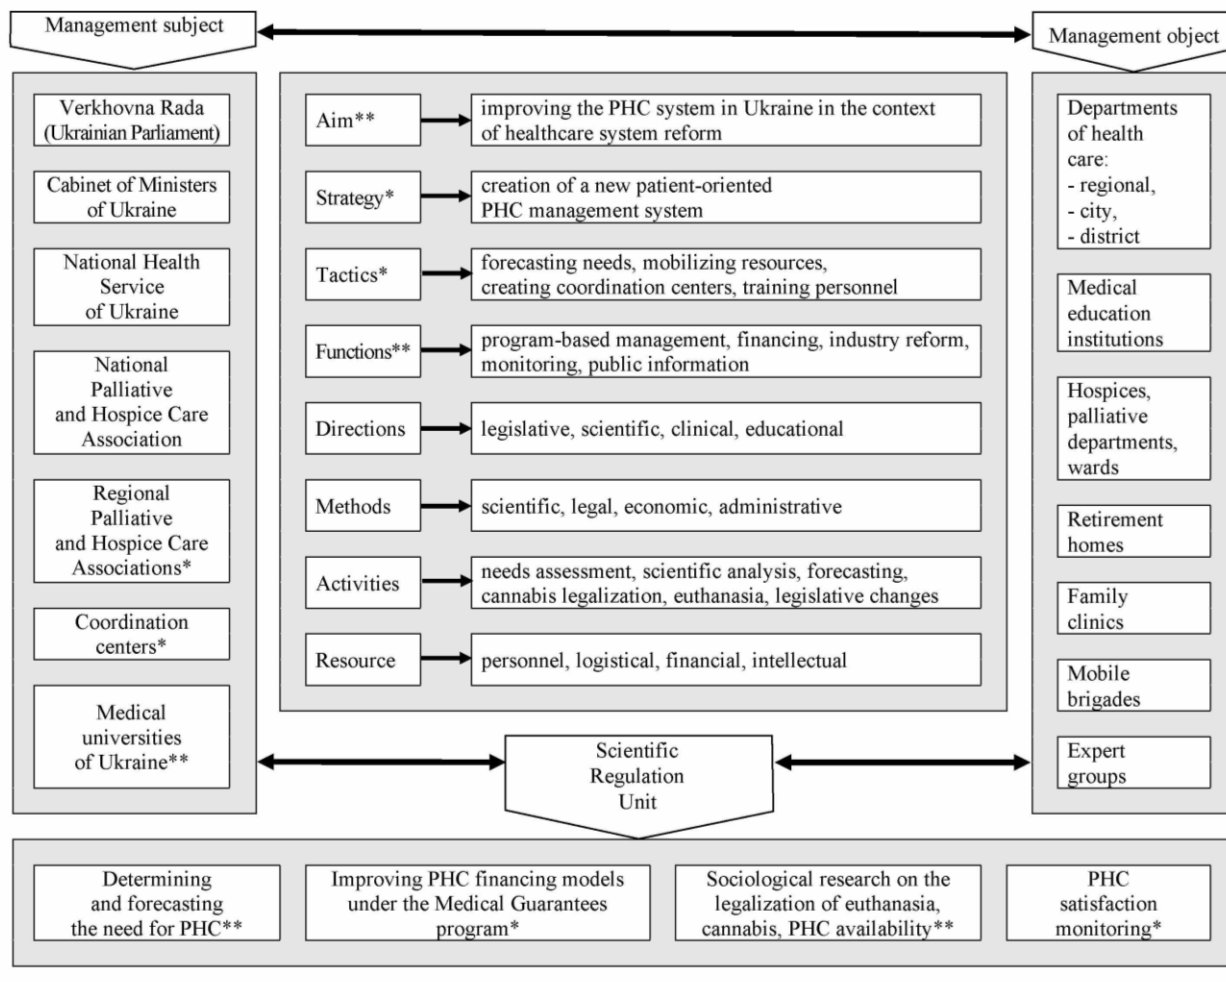 Management subject
Management object
Verkhovna Rada
(Ukrainian Parliament)
Cabinet of Ministers
of Ukraine
National Health
Service
of Ukraine
National
Palliative
and Hospice Care
Association
Regional
Palliative
and Hospice Care
Associations*
Coordination
centers*
Medical
universities
of Ukraine**
Aim**
improving the PHC system in Ukraine in the context
of healthcare system reform
Strategy*
creation of a new patient-oriented
PHC management system
Tactics*
forecasting needs, mobilizing resources,
creating coordination centers, training personnel
Functions**
program-based management, financing, industry reform,
monitoring, public information
Directions
legislative, scientific, clinical, educational
Methods
scientific, legal, economic, administrative
Activities
needs assessment, scientific analysis, forecasting,
cannabis legalization, euthanasia, legislative changes
Resource
personnel, logistical, financial, intellectual
Departments
of health
care:
- regional,
- city,
- district
Medical
education
institutions
Hospices,
palliative
departments,
wards
Retirement
homes
Family
clinics
Mobile
brigades
Expert
groups
Scientific
Regulation
Unit
Determining
and forecasting
the need for PHC**
Improving PHC financing models
under the Medical Guarantees
program*
Sociological research on the
legalization of euthanasia,
cannabis, PHC availability**
PHC
satisfaction
monitoring*